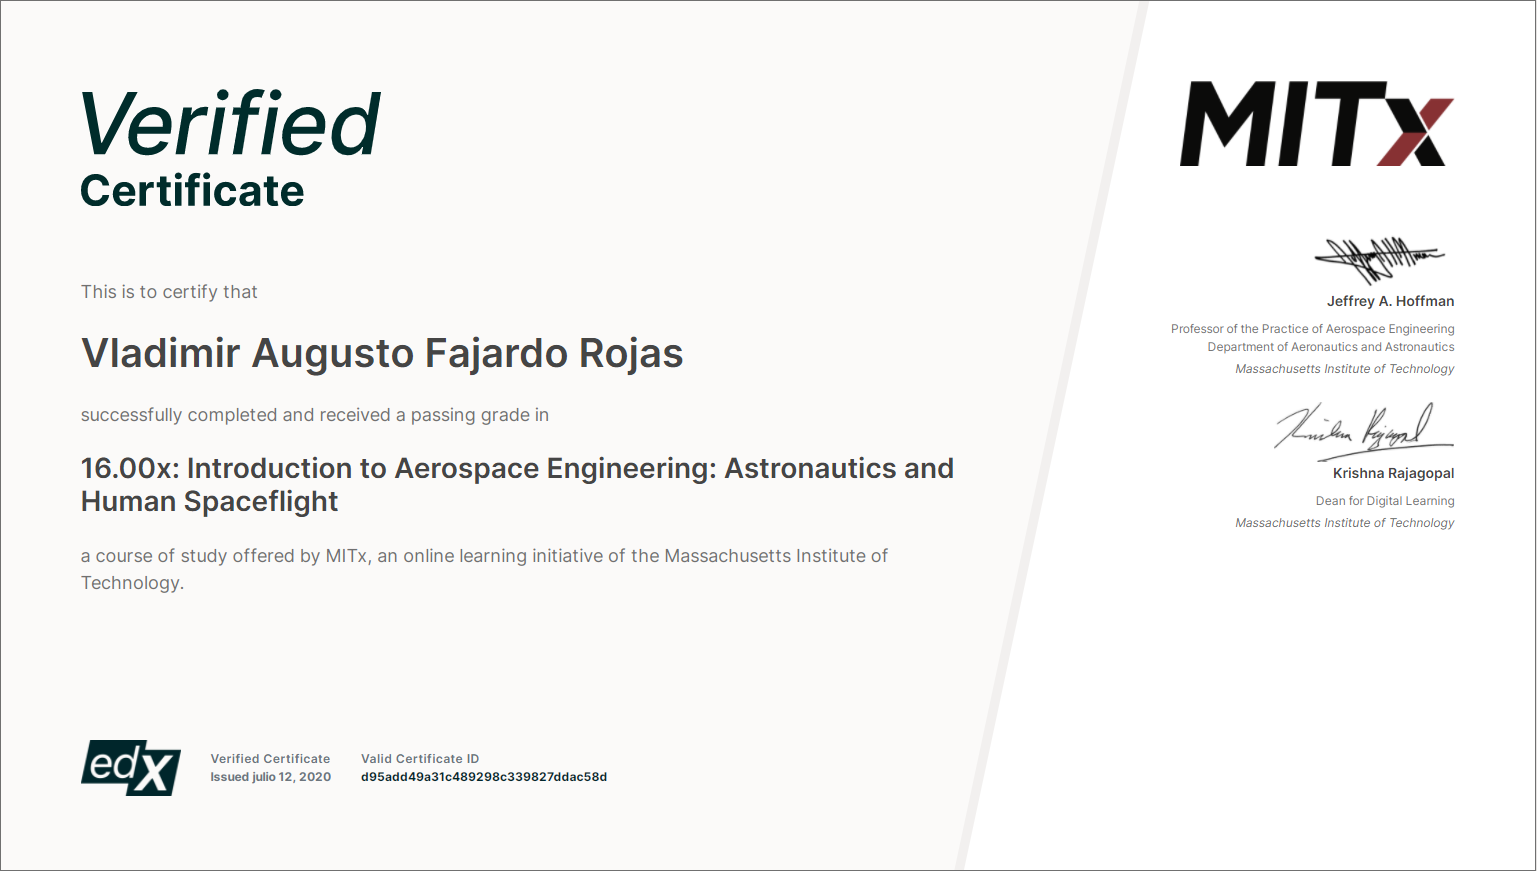 Verified
Certificate
This is to certify that
Vladimir Augusto Fajardo Rojas
successfully completed and received a passing grade in
16.00x: Introduction to Aerospace Engineering: Astronautics and
Human Spaceflight
a course of study offered by MITx, an online learning initiative of the Massachusetts Institute of
Technology.
edX
Verified Certificate
Issued julio 12, 2020
Valid Certificate ID
d95add49a31c489298c339827ddac58d
MITx
Jeffrey A. Hoffman
Professor of the Practice of Aerospace Engineering
Department of Aeronautics and Astronautics
Massachusetts Institute of Technology
Krishna Rajagopal
Dean for Digital Learning
Massachusetts Institute of Technology